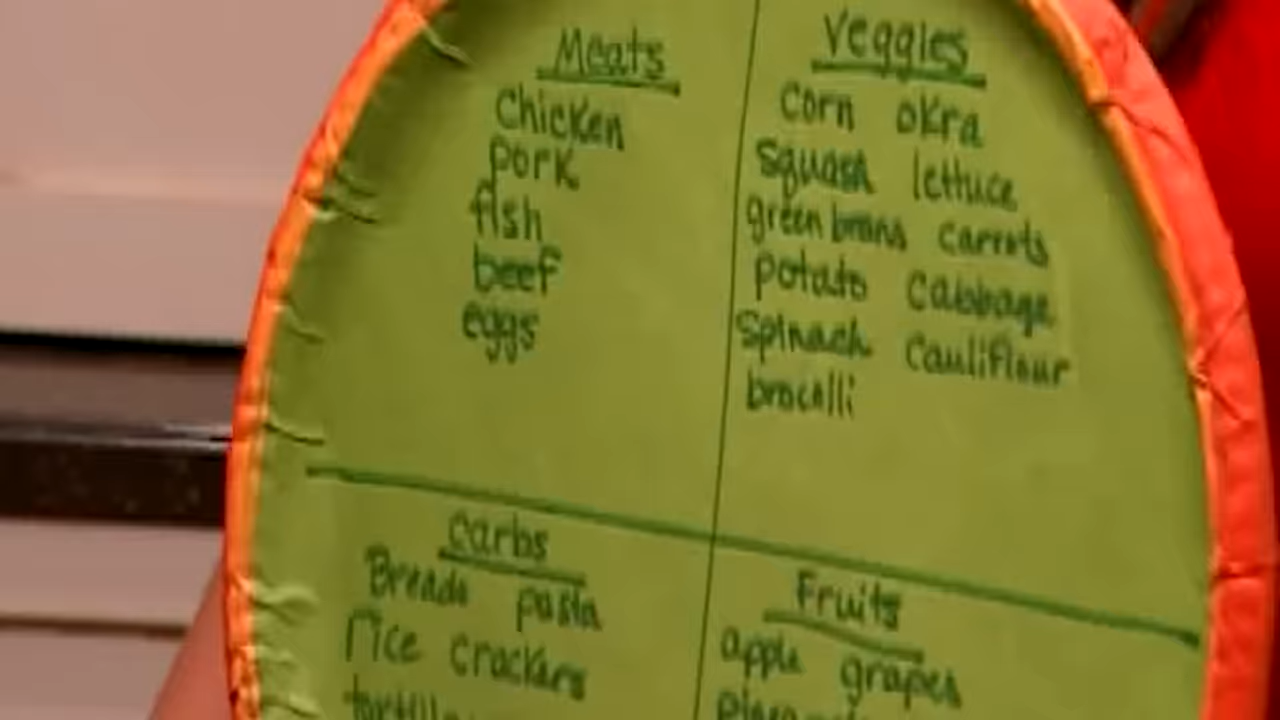 Meats
Chicken
pork
fish
beef
eggs
Veggies
corn okra
squash lettuce
green beans carrots
potato cabbage
spinach cauliflour
brocilli
carbs
Breads pasta
rice crackers
Fruits
apple grapes